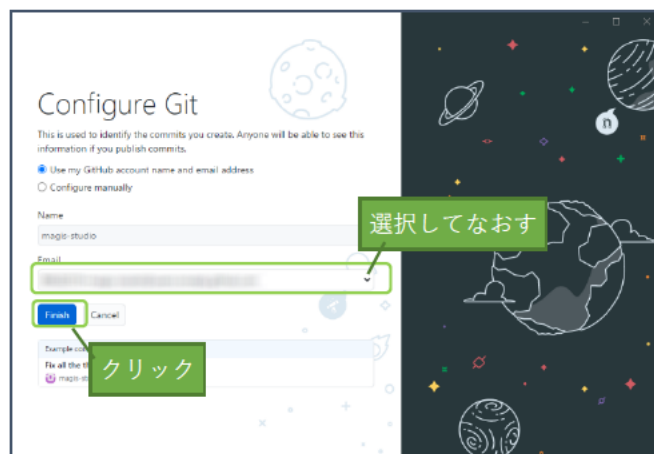 Configure Git
This is used to identify the commits you create. Anyone will be able to see this
information if you publish commits.
Use my GitHub account name and email address
Configure manually
Name
magis-studio
選択してなおす
Email
Finish
Cancel
クリック
Fix all the